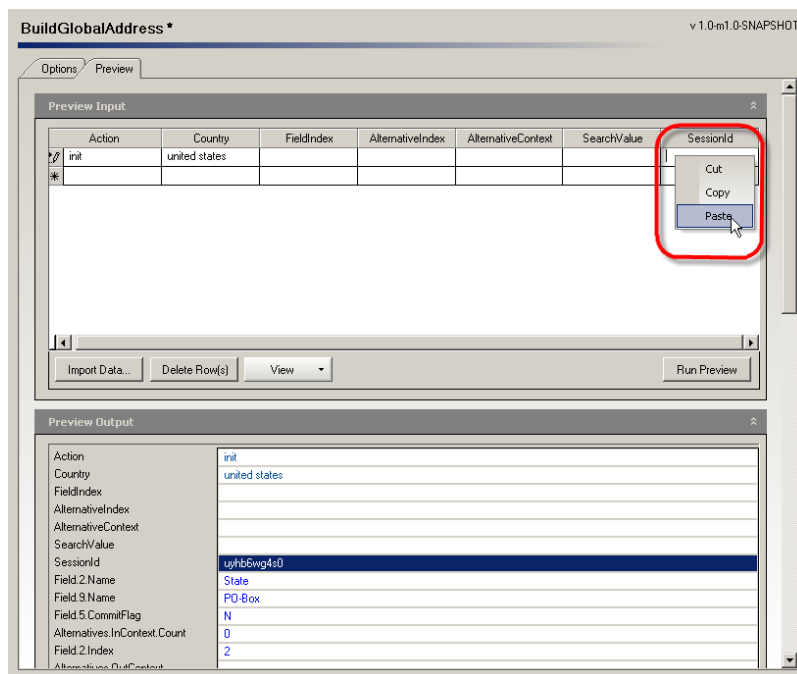 BuildGlobalAddress *
v 1.0-m1.0-SNAPSHOT
Options Preview
Preview Input
Action Country FieldIndex AlternativeIndex AlternativeContext SearchValue SessionId
init united states
Cut
Copy
Paste
Import Data... Delete Row(s) View Run Preview
Preview Output
Action init
Country united states
FieldIndex
AlternativeIndex
AlternativeContext
SearchValue
SessionId uyhb6wg4s0
Field.2.Name State
Field.9.Name PO-Box
Field.5.CommitFlag N
Alternatives.InContext.Count 0
Field.2.Index 2
Alternatives.OutContext